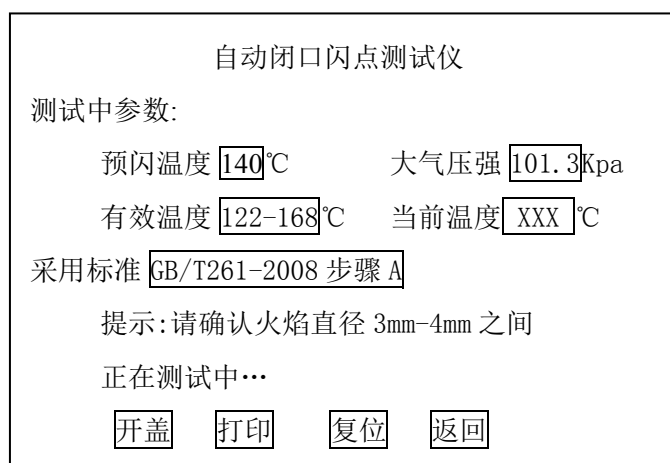 自动闭口闪点测试仪
测试中参数:
预闪温度 140℃ 大气压强 101.3Kpa
有效温度 122-168℃ 当前温度 XXX ℃
采用标准 GB/T261-2008 步骤 A
提示:请确认火焰直径 3mm-4mm 之间
正在测试中…
开盖 打印 复位 返回